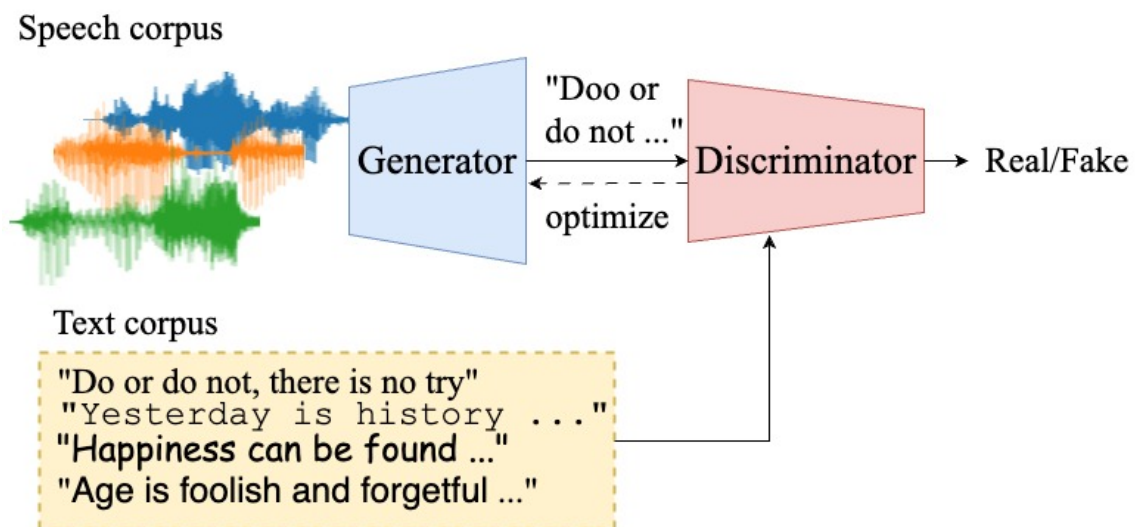 Speech corpus
Generator
"Doo or
do not ..."
optimize
Discriminator
Real/Fake
Text corpus
"Do or do not, there is no try"
"Yesterday is history ..."
"Happiness can be found ..."
"Age is foolish and forgetful ..."